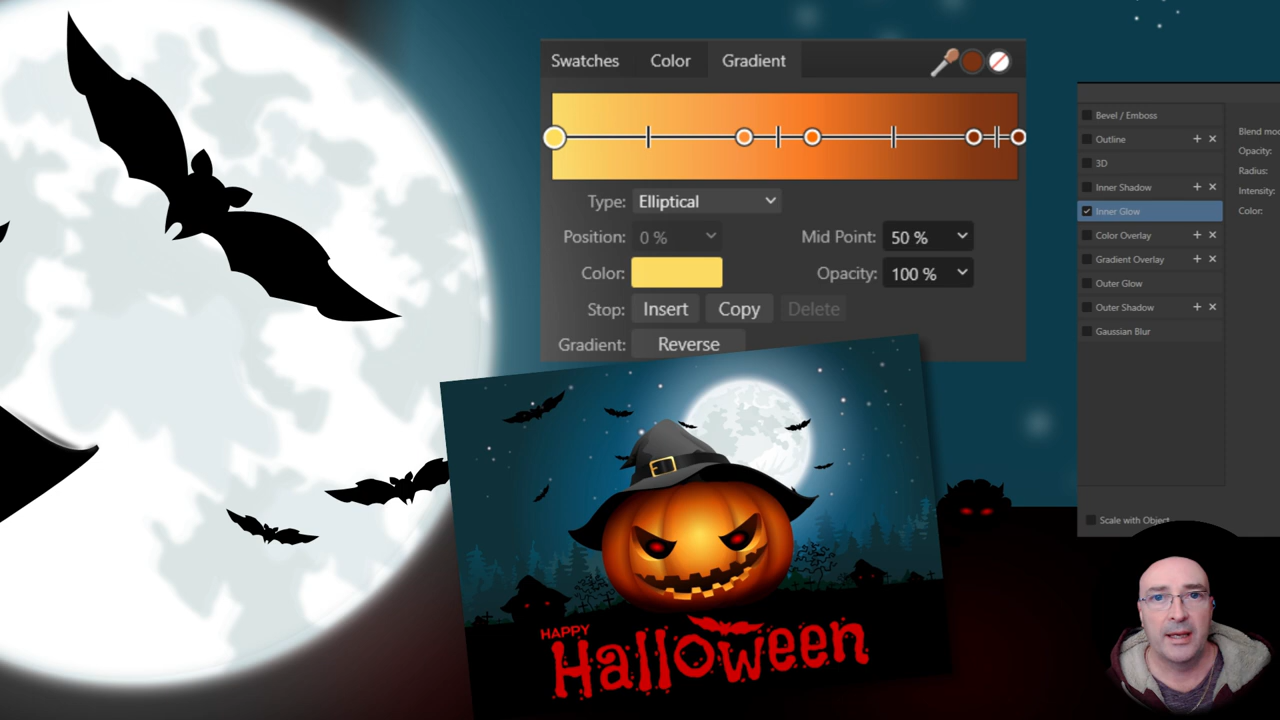 Swatches Color Gradient
Type: Elliptical
Position: 0 % Mid Point: 50 %
Color: Opacity: 100 %
Stop: Insert Copy Delete
Gradient: Reverse
Bevel / Emboss
Outline
3D
Inner Shadow
Inner Glow
Color Overlay
Gradient Overlay
Outer Glow
Outer Shadow
Gaussian Blur
Scale with Object
Blend mo
Opacity:
Radius:
Intensity:
Color:
HAPPY
Halloween